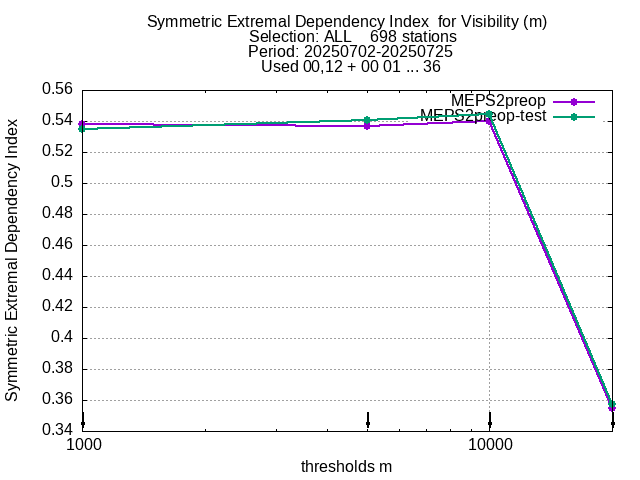 Symmetric Extremal Dependency Index  for Visibility (m)
Selection: ALL    698 stations
Period: 20250702-20250725
Used 00,12 + 00 01 ... 36
MEPS2preop
MEPS2preop-test
Symmetric Extremal Dependency Index
0.56
0.54
0.52
0.5
0.48
0.46
0.44
0.42
0.4
0.38
0.36
0.34
1000
10000
thresholds m